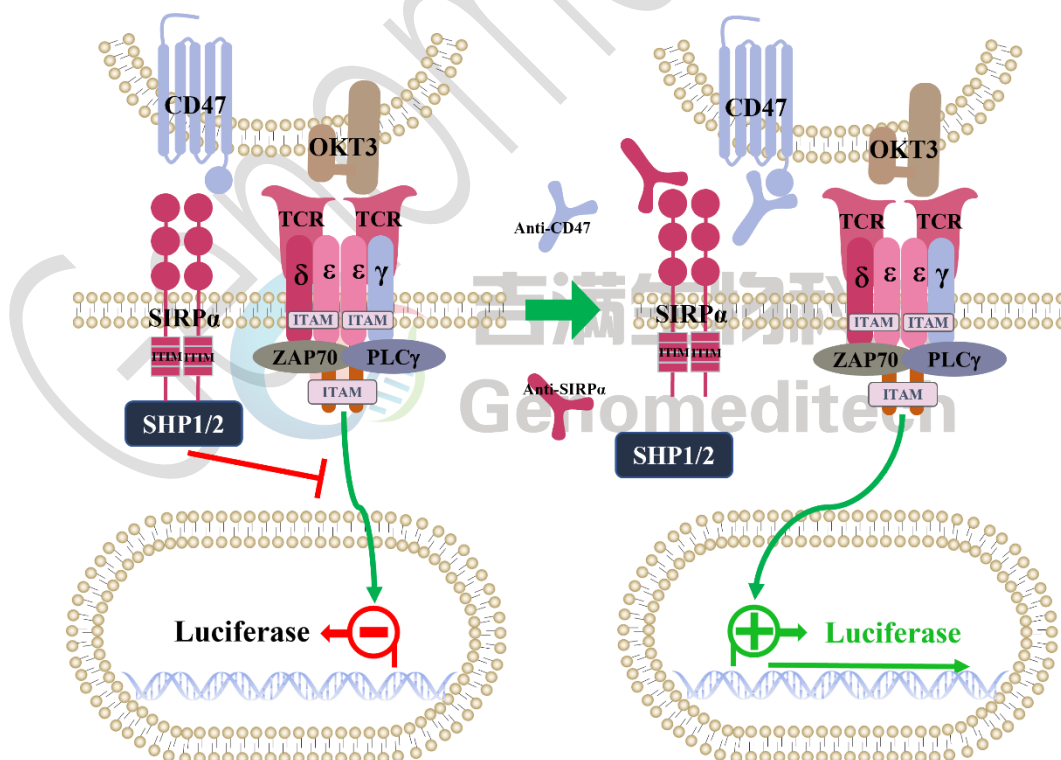 CD47
OKT3
TCR
TCR
δ
ε
ε
γ
SIRPα
ITAM
ITAM
ITIM
ITIM
ZAP70
PLCγ
ITAM
SHP1/2
Luciferase
Anti-CD47
Anti-SIRPα
CD47
OKT3
TCR
TCR
δ
ε
ε
γ
SIRPα
ITAM
ITAM
ITIM
ITIM
ZAP70
PLCγ
ITAM
SHP1/2
Luciferase
吉满生物科
Genomeditech